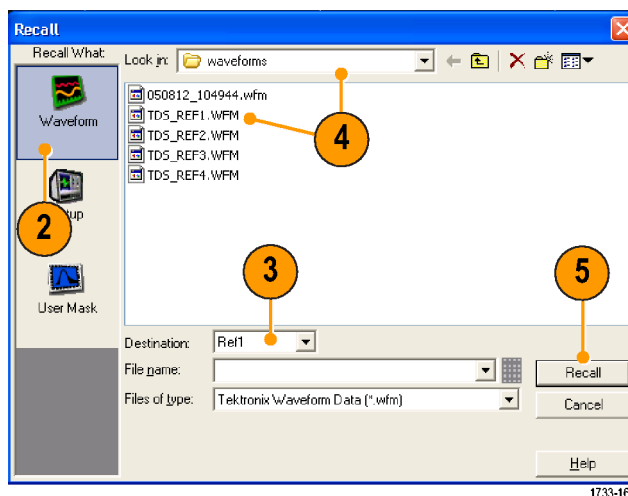 Recall
Recall What:
Look in: waveforms
Waveform
050812_104944.wfm
TDS_REF1.WFM
TDS_REF2.WFM
TDS_REF3.WFM
TDS_REF4.WFM
4
2
User Mask
3
5
Destination: Ref1
File name:
Recall
Files of type: Tektronix Waveform Data (*.wfm)
Cancel
Help
1733-16